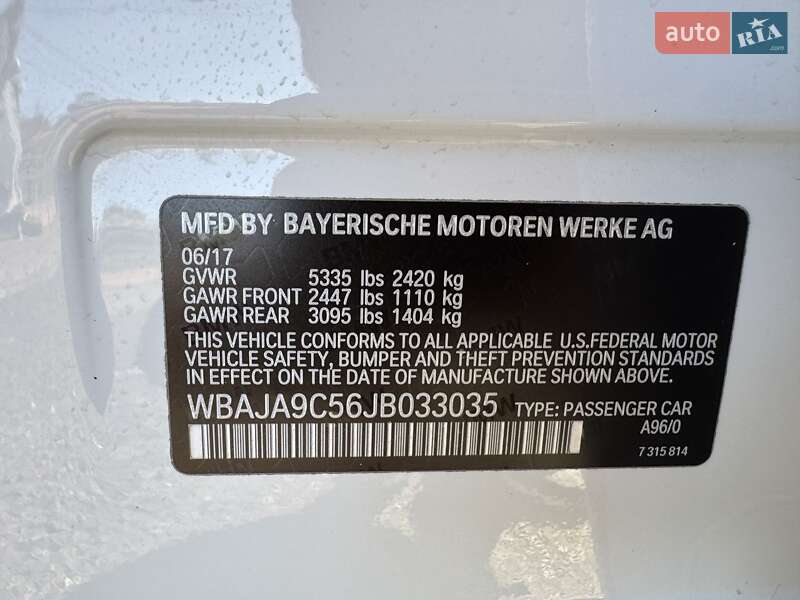 auto RIA.com
MFD BY BAYERISCHE MOTOREN WERKE AG
06/17
GVWR 5335 lbs 2420 kg
GAWR FRONT 2447 lbs 1110 kg
GAWR REAR 3095 lbs 1404 kg
THIS VEHICLE CONFORMS TO ALL APPLICABLE U.S.FEDERAL MOTOR
VEHICLE SAFETY, BUMPER AND THEFT PREVENTION STANDARDS
IN EFFECT ON THE DATE OF MANUFACTURE SHOWN ABOVE.
WBAJA9C56JB033035 TYPE: PASSENGER CAR
A96/0
7 315 814